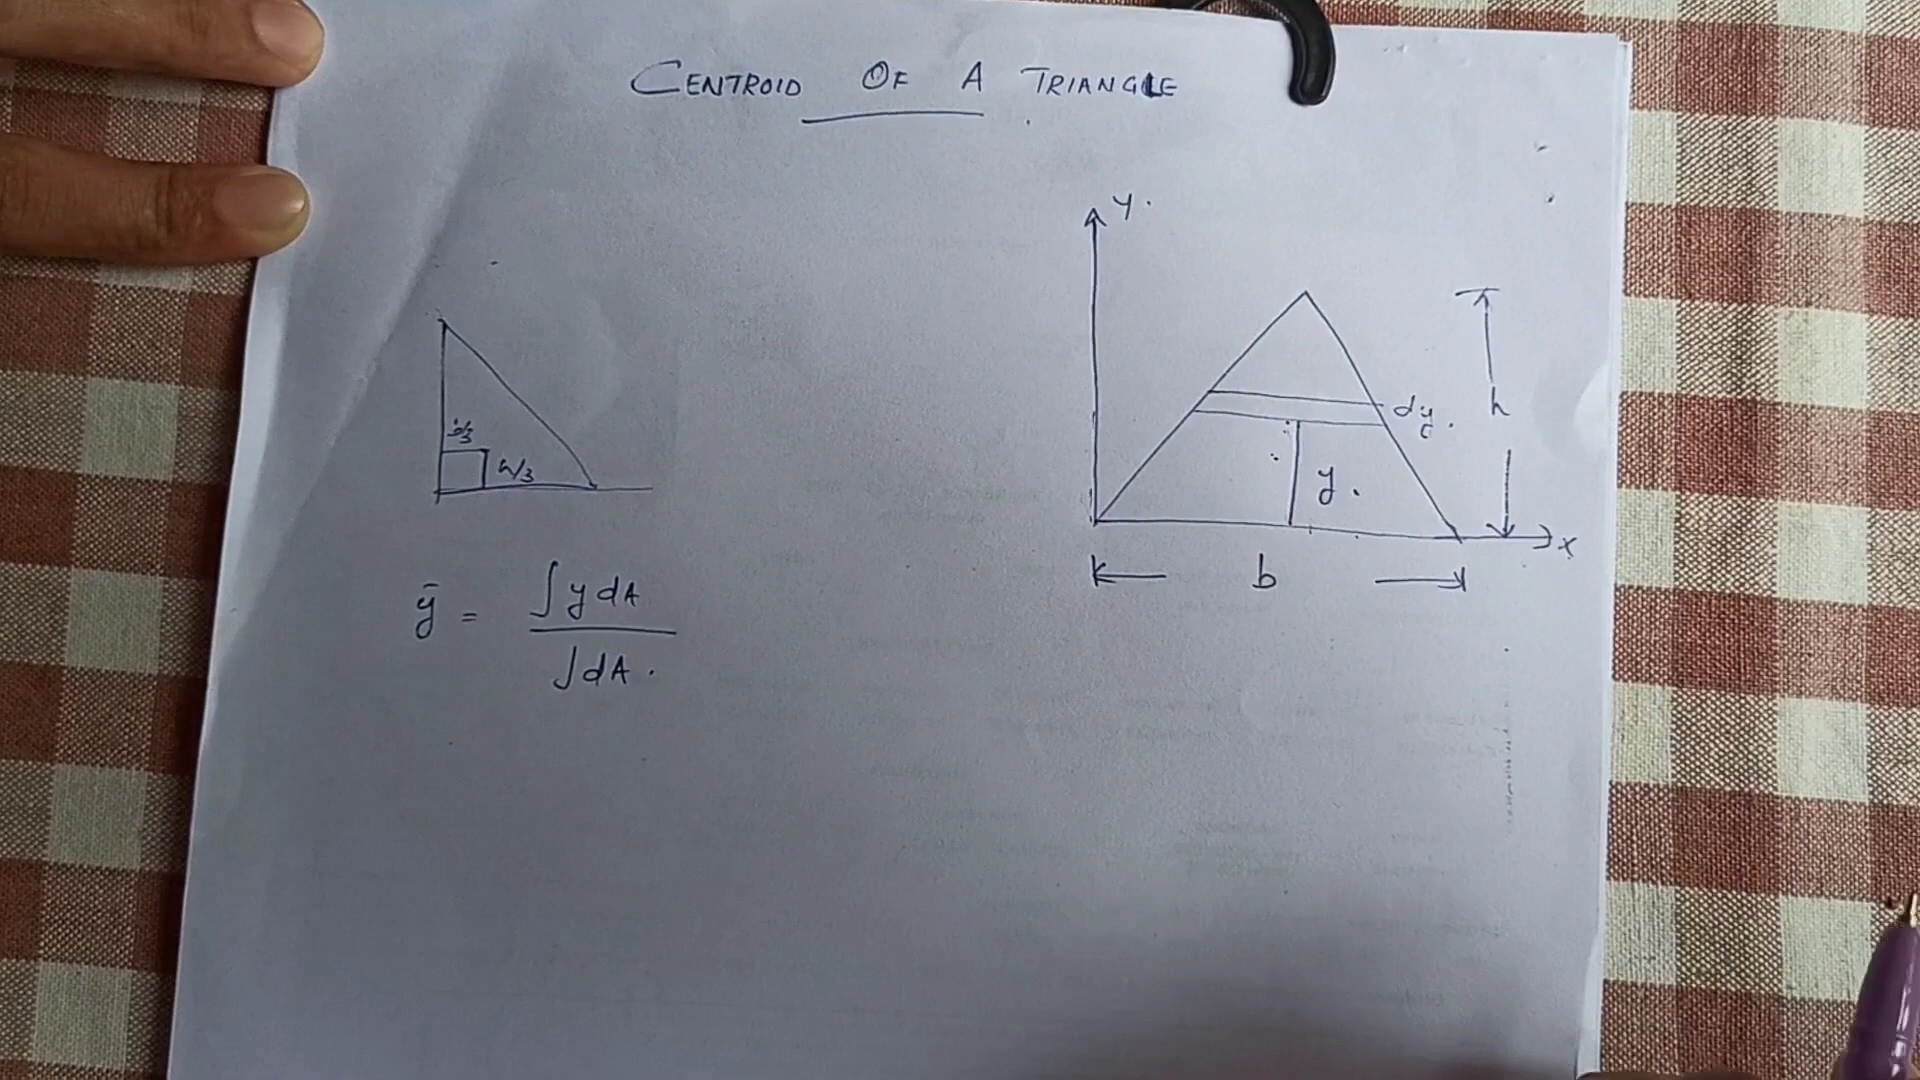 CENTROID OF A TRIANGLE
y.
dy.
h
b/3
h/3
y.
x
b
ȳ = ∫ y dA
∫ dA.